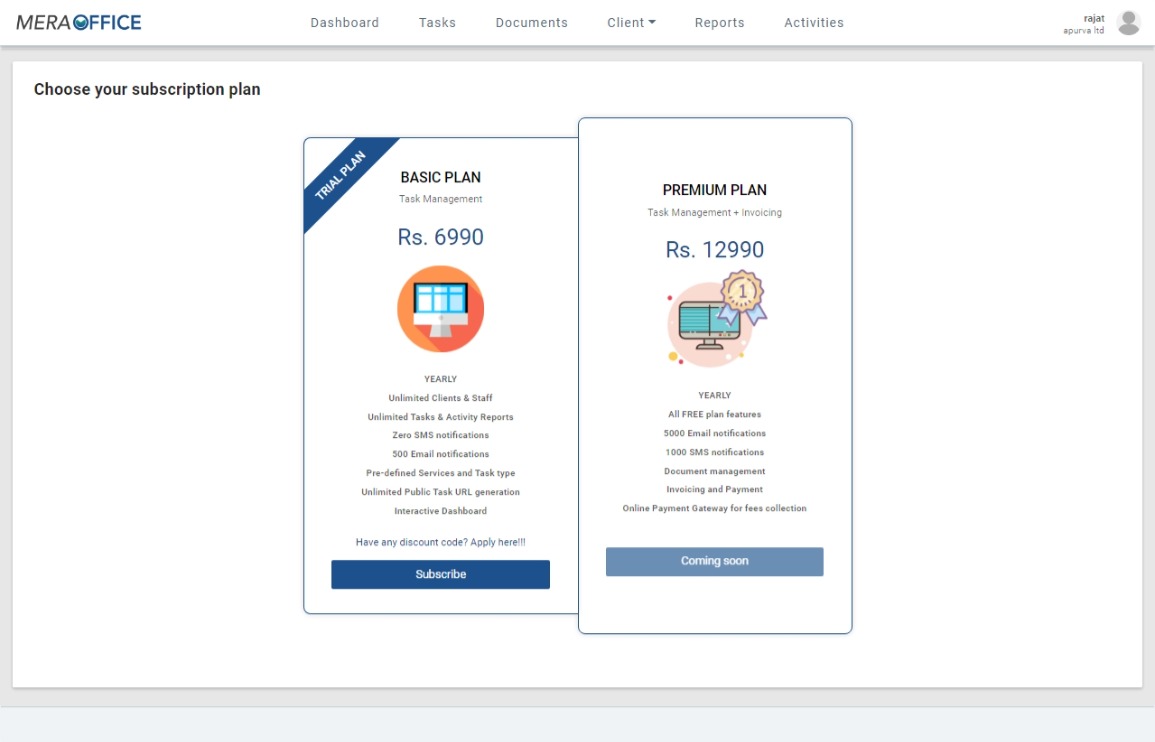 MERAOFFICE
Dashboard Tasks Documents Client Reports Activities
rajat
apurva ltd
Choose your subscription plan
TRIAL PLAN
BASIC PLAN
Task Management
Rs. 6990
YEARLY
Unlimited Clients & Staff
Unlimited Tasks & Activity Reports
Zero SMS notifications
500 Email notifications
Pre-defined Services and Task type
Unlimited Public Task URL generation
Interactive Dashboard
Have any discount code? Apply here!!!
Subscribe
PREMIUM PLAN
Task Management + Invoicing
Rs. 12990
1
YEARLY
All FREE plan features
5000 Email notifications
1000 SMS notifications
Document management
Invoicing and Payment
Online Payment Gateway for fees collection
Coming soon